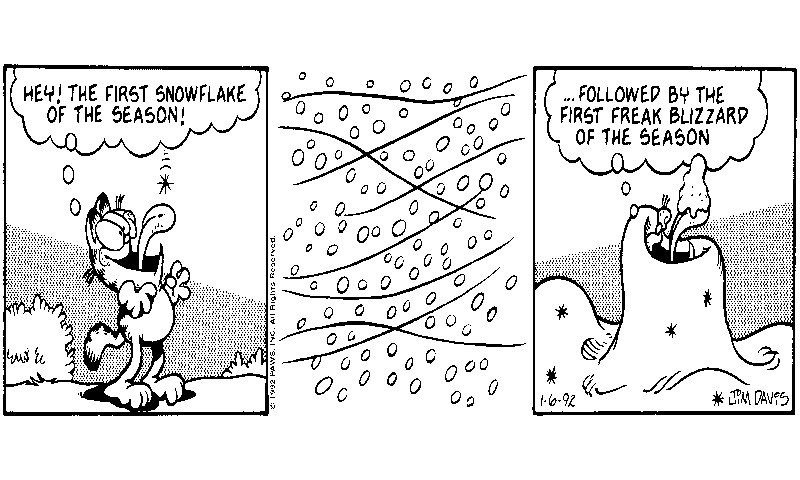 HEY! THE FIRST SNOWFLAKE
OF THE SEASON!
© 1992 PAWS, INC. All Rights Reserved.
...FOLLOWED BY THE
FIRST FREAK BLIZZARD
OF THE SEASON
1-6-92
JIM DAVIS